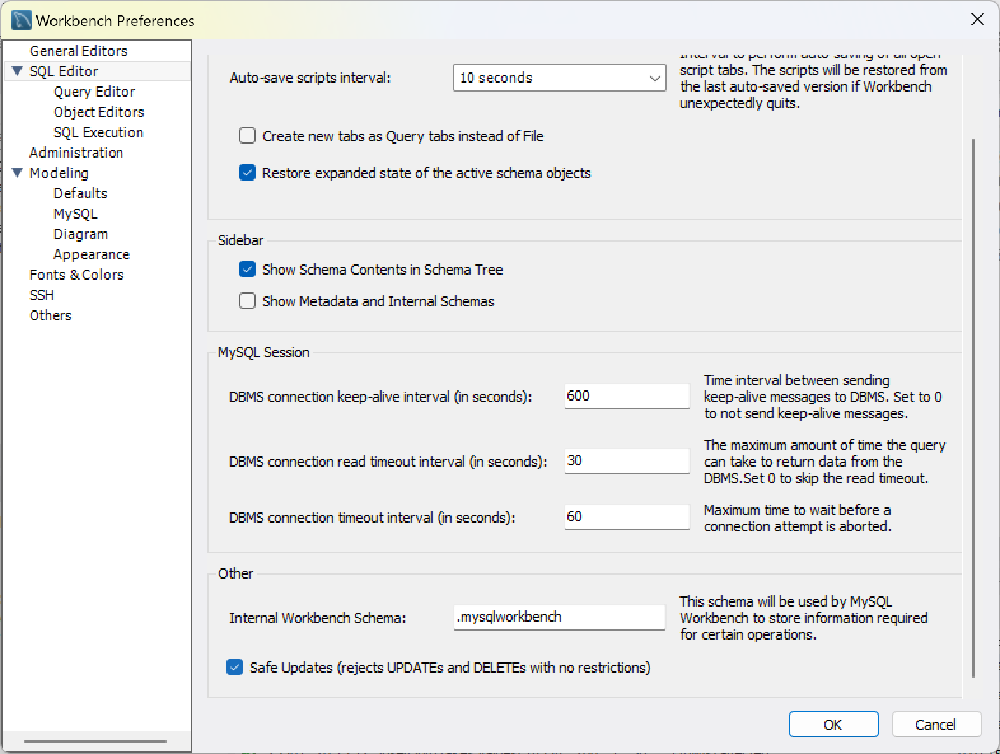 Workbench Preferences
General Editors
SQL Editor
Query Editor
Object Editors
SQL Execution
Administration
Modeling
Defaults
MySQL
Diagram
Appearance
Fonts & Colors
SSH
Others
Auto-save scripts interval:
10 seconds
Interval to perform auto-saving of all open
script tabs. The scripts will be restored from
the last auto-saved version if Workbench
unexpectedly quits.
Create new tabs as Query tabs instead of File
Restore expanded state of the active schema objects
Sidebar
Show Schema Contents in Schema Tree
Show Metadata and Internal Schemas
MySQL Session
DBMS connection keep-alive interval (in seconds):
600
Time interval between sending
keep-alive messages to DBMS. Set to 0
to not send keep-alive messages.
DBMS connection read timeout interval (in seconds):
30
The maximum amount of time the query
can take to return data from the
DBMS.Set 0 to skip the read timeout.
DBMS connection timeout interval (in seconds):
60
Maximum time to wait before a
connection attempt is aborted.
Other
Internal Workbench Schema:
.mysqlworkbench
This schema will be used by MySQL
Workbench to store information required
for certain operations.
Safe Updates (rejects UPDATEs and DELETEs with no restrictions)
OK
Cancel